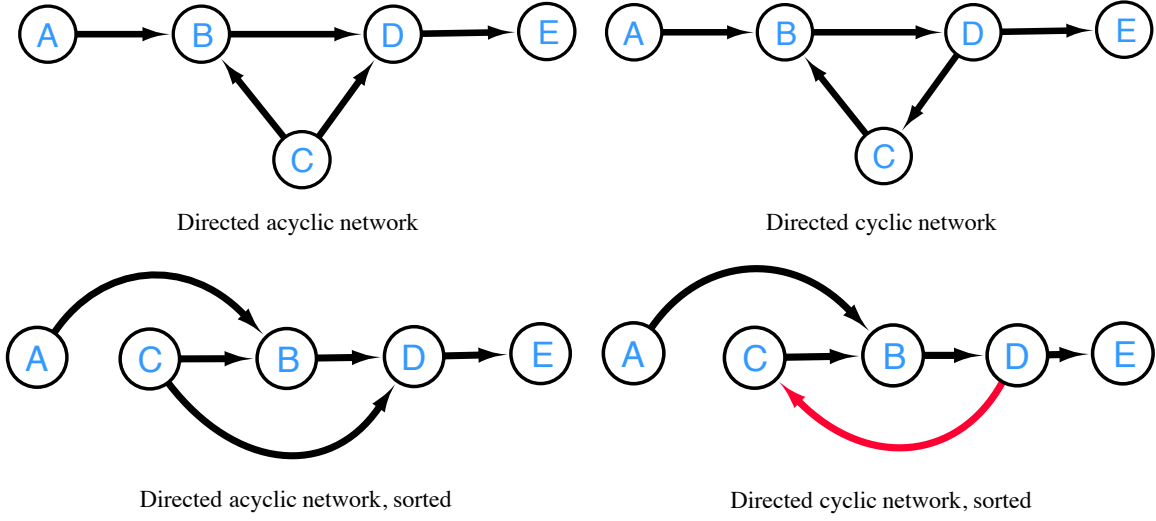 A B D E A B D E
C C
Directed acyclic network Directed cyclic network
A C B D E A C B D E
Directed acyclic network, sorted Directed cyclic network, sorted